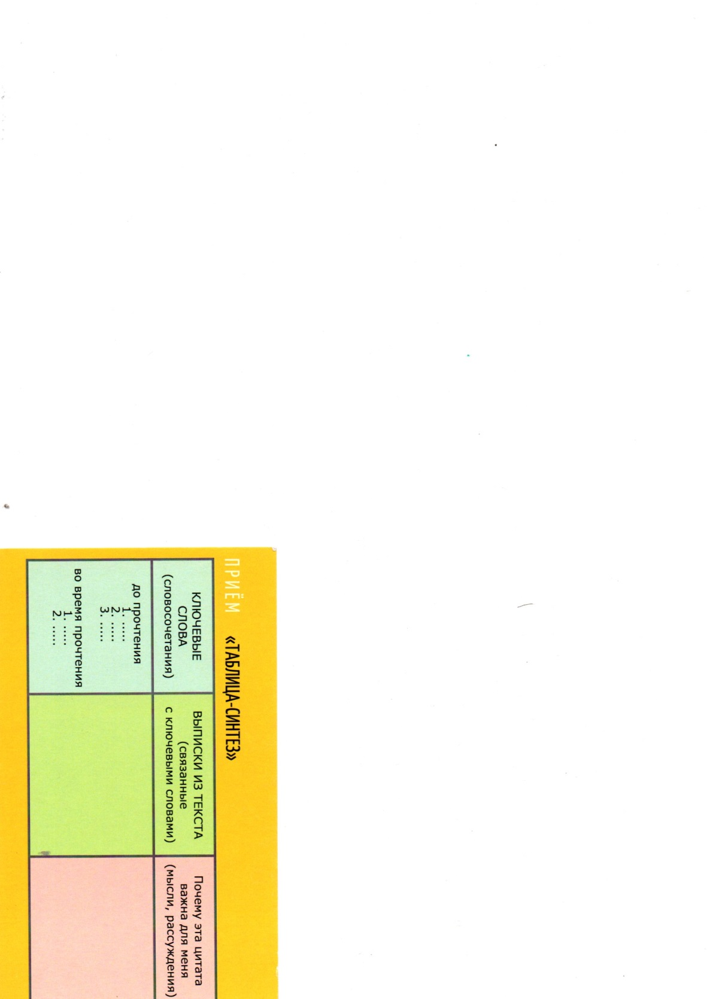 ПРИЁМ «ТАБЛИЦА-СИНТЕЗ»
КЛЮЧЕВЫЕ
СЛОВА
(словосочетания)
ВЫПИСКИ ИЗ ТЕКСТА
(связанные
с ключевыми словами)
Почему эта цитата
важна для меня
(мысли, рассуждения)
до прочтения
1. .....
2. .....
3. .....
во время прочтения
1. .....
2. .....